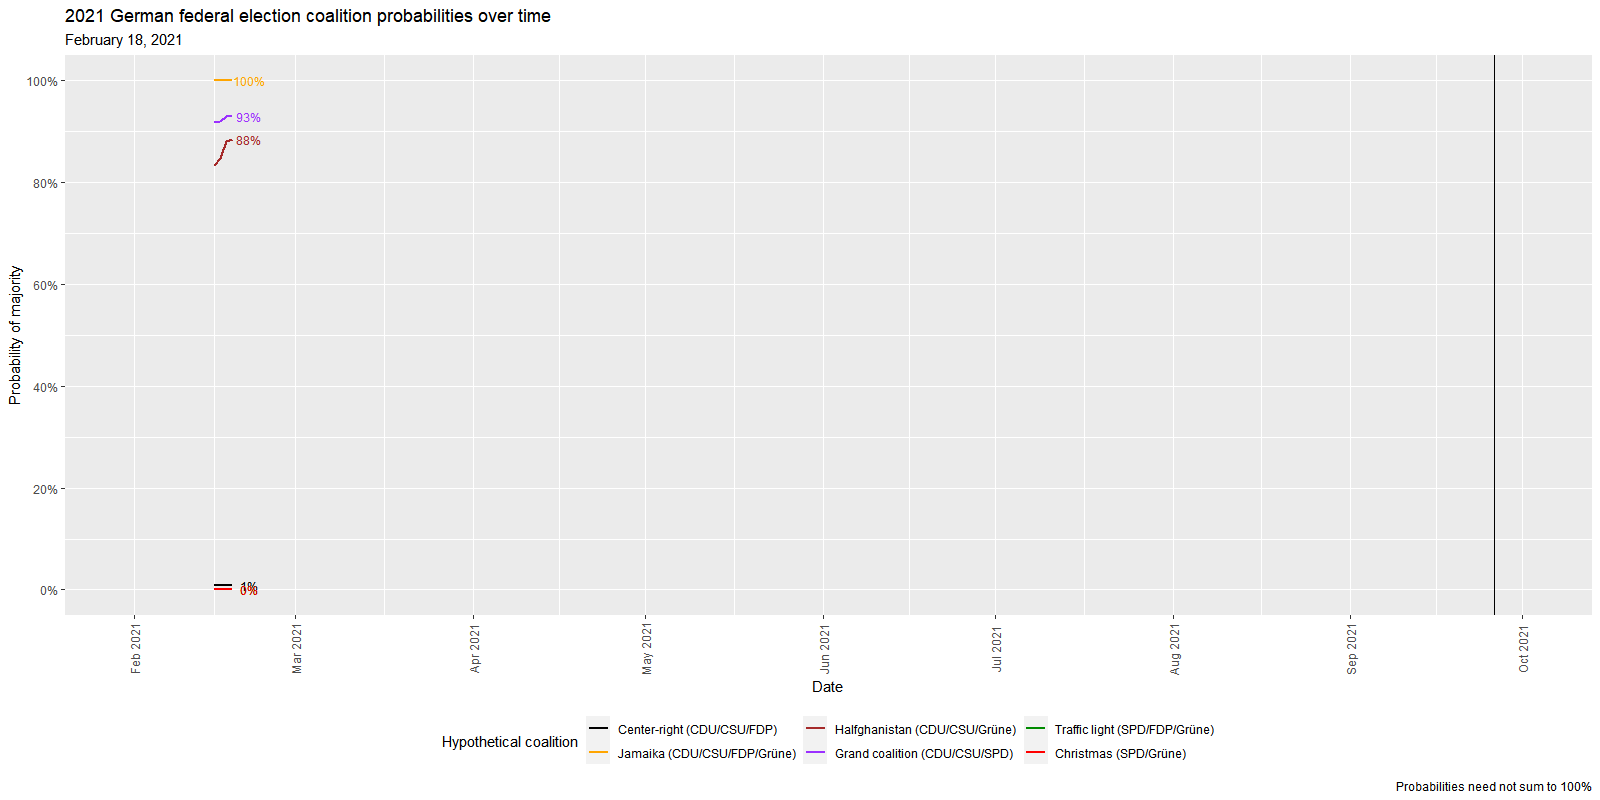 2021 German federal election coalition probabilities over time
February 18, 2021
100%
80%
60%
40%
20%
0%
Probability of majority
100%
93%
88%
1%
0%
Feb 2021
Mar 2021
Apr 2021
May 2021
Jun 2021
Jul 2021
Aug 2021
Sep 2021
Oct 2021
Date
Hypothetical coalition
Center-right (CDU/CSU/FDP)
Halfghanistan (CDU/CSU/Grüne)
Traffic light (SPD/FDP/Grüne)
Jamaika (CDU/CSU/FDP/Grüne)
Grand coalition (CDU/CSU/SPD)
Christmas (SPD/Grüne)
Probabilities need not sum to 100%